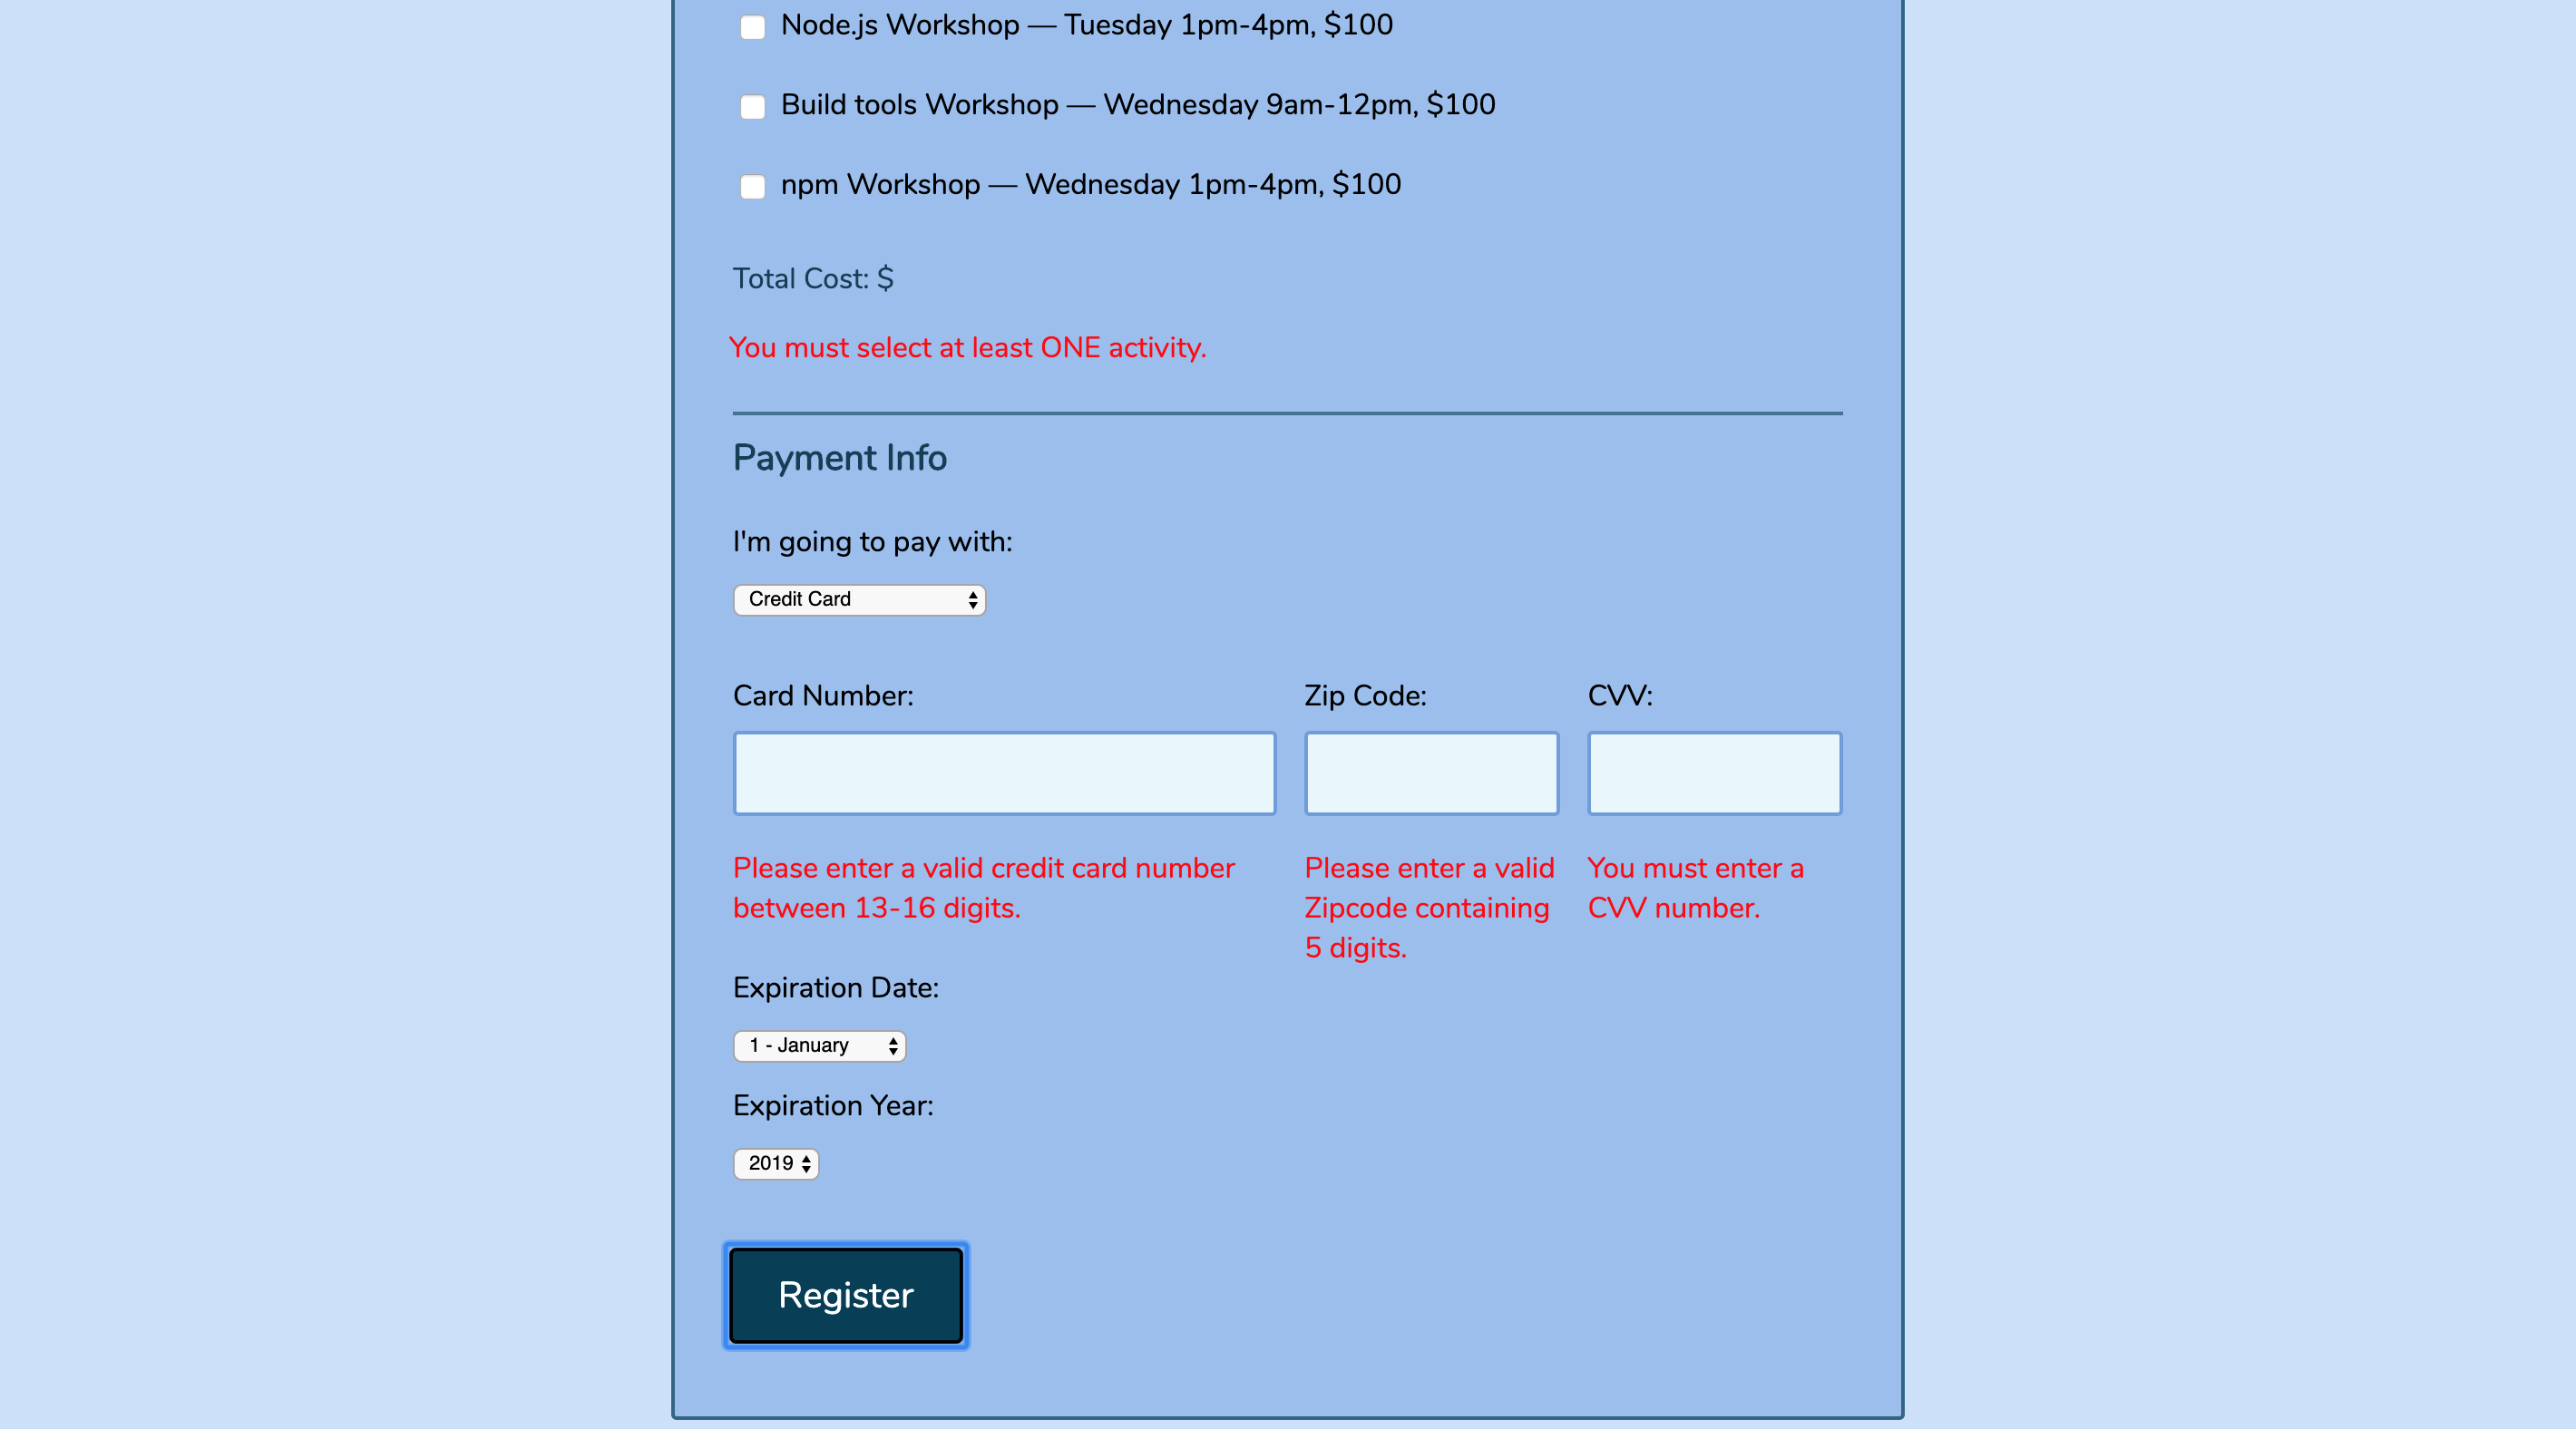 Node.js Workshop — Tuesday 1pm-4pm, $100
Build tools Workshop — Wednesday 9am-12pm, $100
npm Workshop — Wednesday 1pm-4pm, $100
Total Cost: $
You must select at least ONE activity.
Payment Info
I'm going to pay with:
Credit Card
Card Number:
Zip Code:
CVV:
Please enter a valid credit card number
between 13-16 digits.
Please enter a valid
Zipcode containing
5 digits.
You must enter a
CVV number.
Expiration Date:
1 - January
Expiration Year:
2019
Register